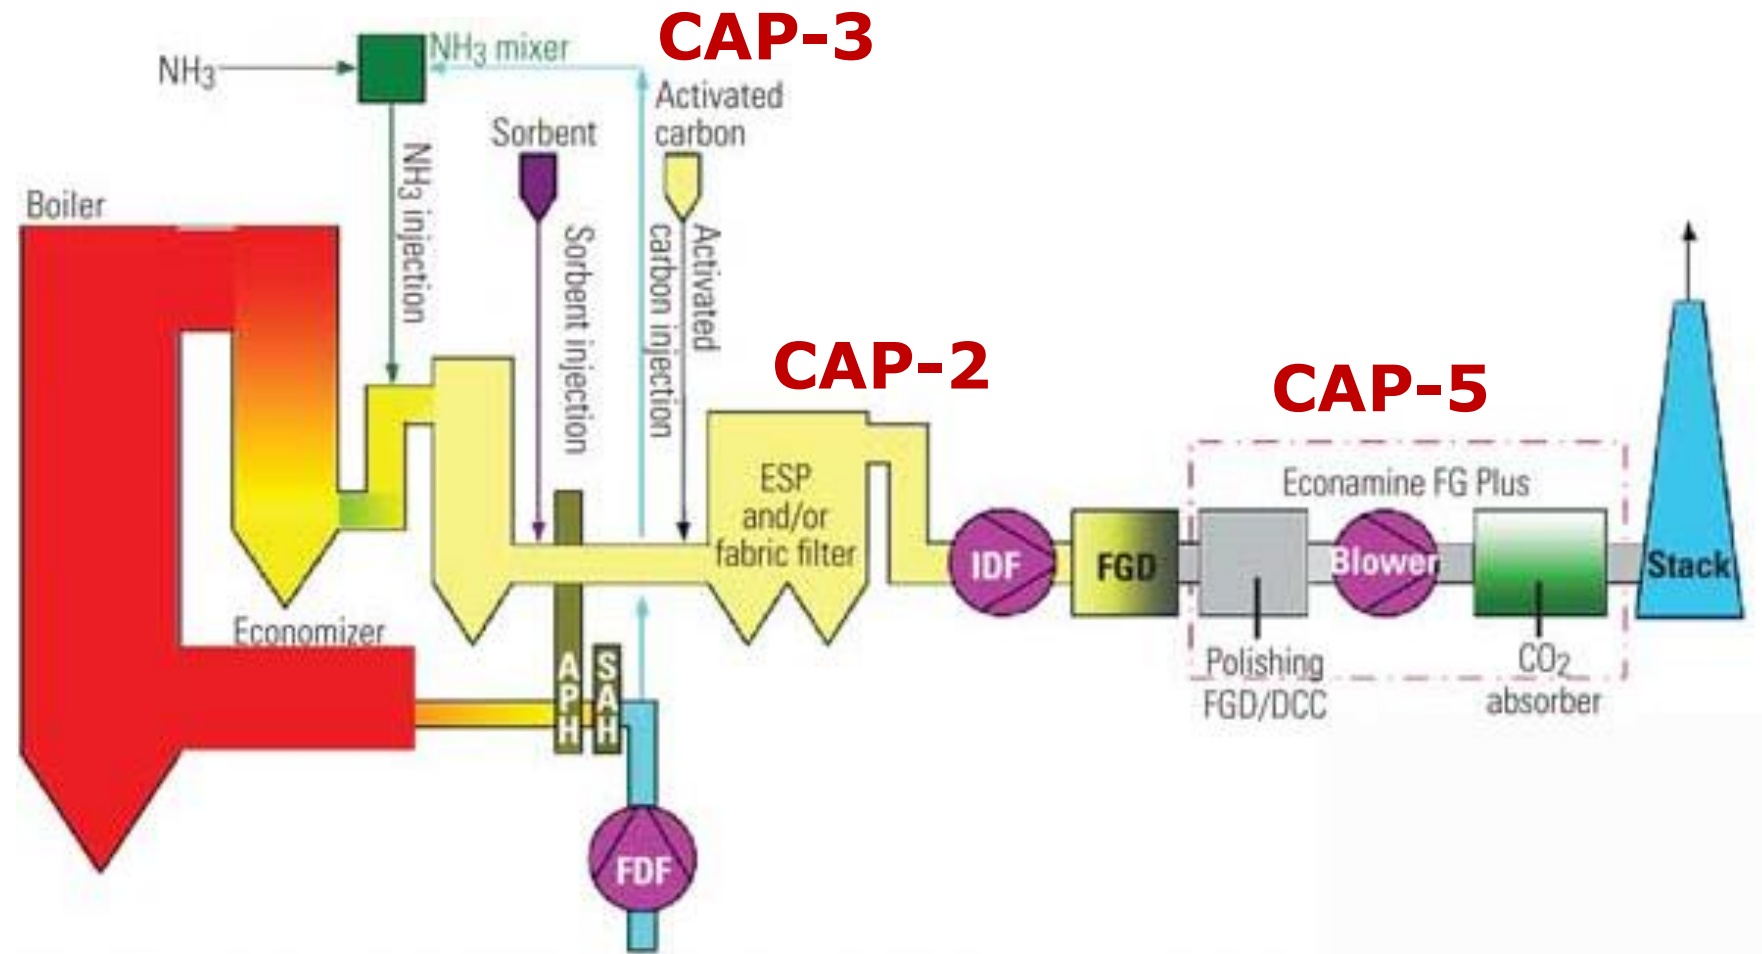 CAP-3
NH3 mixer
NH3
Activated
carbon
Sorbent
NH3 injection
Boiler
Sorbent injection
Activated
carbon injection
CAP-2
CAP-5
ESP
and/or
fabric filter
Econamine FG Plus
IDF
FGD
Blower
Stack
Economizer
APH
SAH
Polishing
FGD/DCC
CO2
absorber
FDF